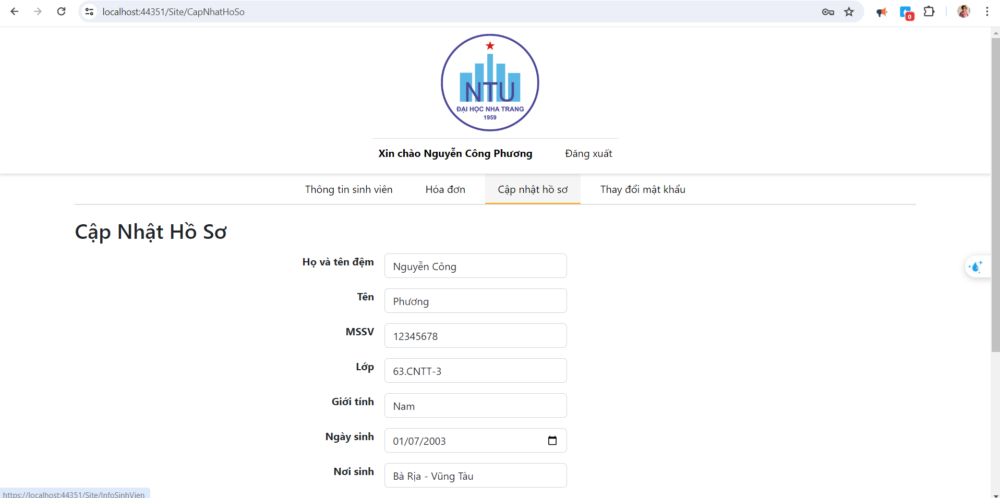 localhost:44351/Site/CapNhatHoSo
0
NTU
ĐẠI HỌC NHA TRANG
1959
Xin chào Nguyễn Công Phương Đăng xuất
Thông tin sinh viên Hóa đơn Cập nhật hồ sơ Thay đổi mật khẩu
Cập Nhật Hồ Sơ
Họ và tên đệm Nguyễn Công
Tên Phương
MSSV 12345678
Lớp 63.CNTT-3
Giới tính Nam
Ngày sinh 01/07/2003
Nơi sinh Bà Rịa - Vũng Tàu
https://localhost:44351/Site/InfoSinhVien